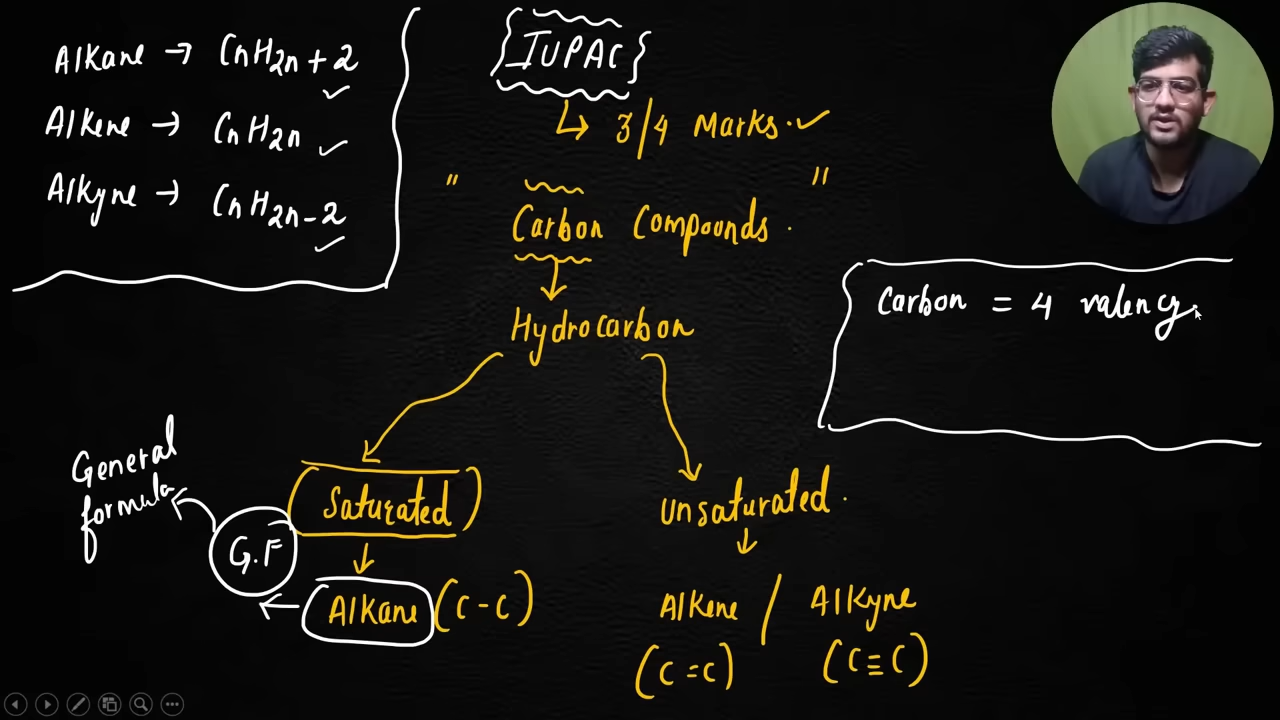 Alkane → CnH2n+2
Alkene → CnH2n
Alkyne → CnH2n-2
{IUPAC}
↳ 3/4 Marks.
" Carbon Compounds. "
Hydrocarbon
Carbon = 4 valency
General
formula
G.F
(Saturated)
Alkane (C-C)
unsaturated.
Alkene / Alkyne
(C=C) (C≡C)